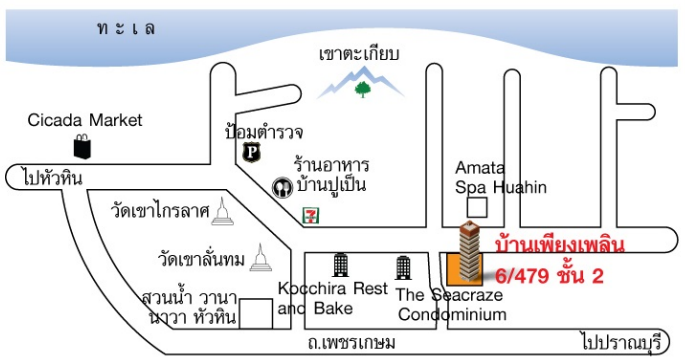 ทะเล
เขาตะเกียบ
Cicada Market
ป้อมตำรวจ
P
ร้านอาหาร
บ้านปูเป็น
ไปหัวหิน
Amata
Spa Huahin
วัดเขาไกรลาศ
7
บ้านเพียงเพลิน
6/479 ชั้น 2
วัดเขาลั่นทม
Kocchira Rest
and Bake
The Seacraze
Condominium
สวนน้ำ วานา
นาวา หัวหิน
ถ.เพชรเกษม
ไปปราณบุรี